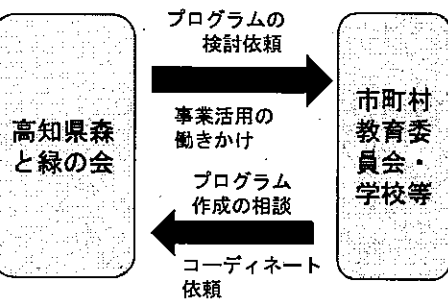 高知県森
と緑の会
プログラムの
検討依頼
事業活用の
働きかけ
プログラム
作成の相談
コーディネート
依頼
市町村
教育委
員会・
学校等